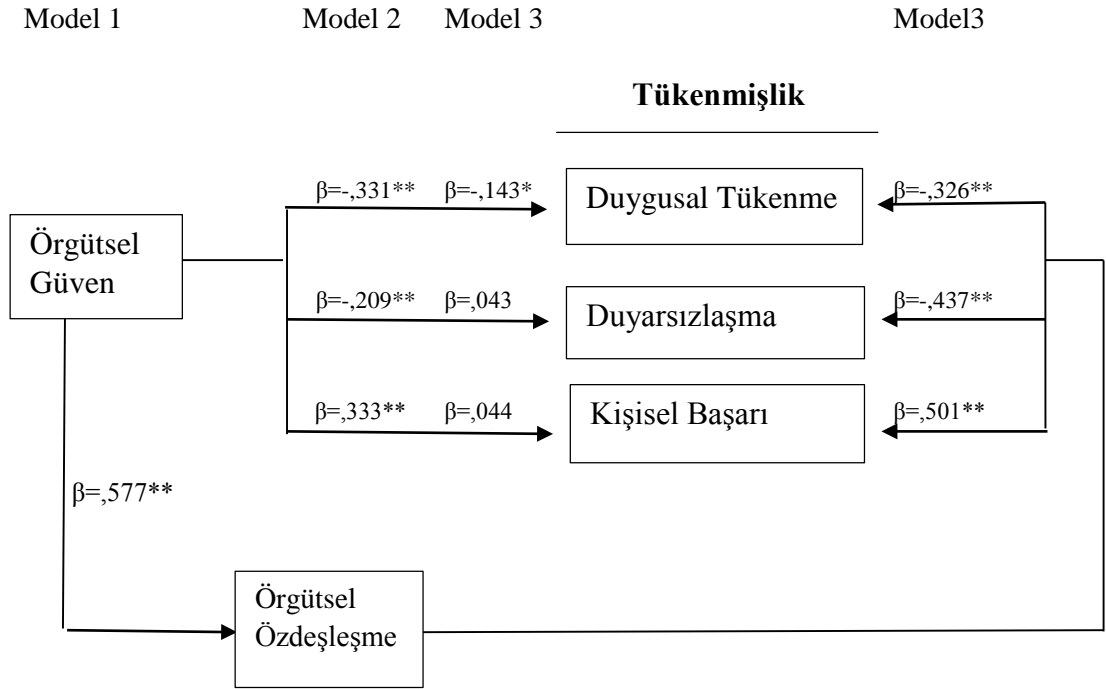 Model 1 Model 2 Model 3 Model3
Tükenmişlik
β=-,331** β=-,143* Duygusal Tükenme β=-,326**
Örgütsel
Güven
β=-,209** β=,043 Duyarsızlaşma β=-,437**
β=,333** β=,044 Kişisel Başarı β=,501**
β=,577**
Örgütsel
Özdeşleşme